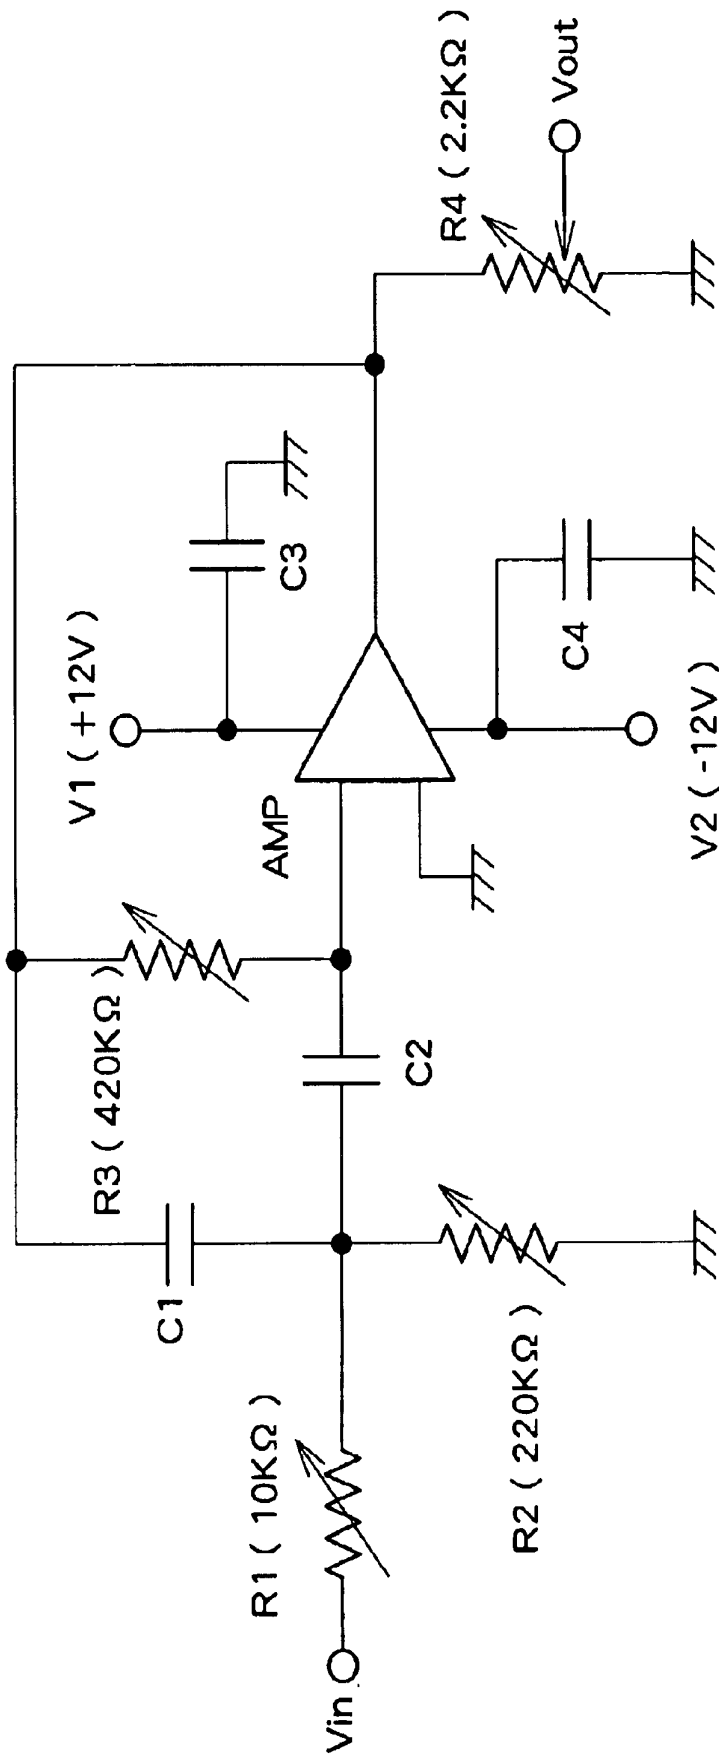 Vin
R1 ( 10KΩ )
R2 ( 220KΩ )
C1
R3 ( 420KΩ )
C2
AMP
V1 ( +12V )
V2 ( -12V )
C3
C4
R4 ( 2.2KΩ )
Vout